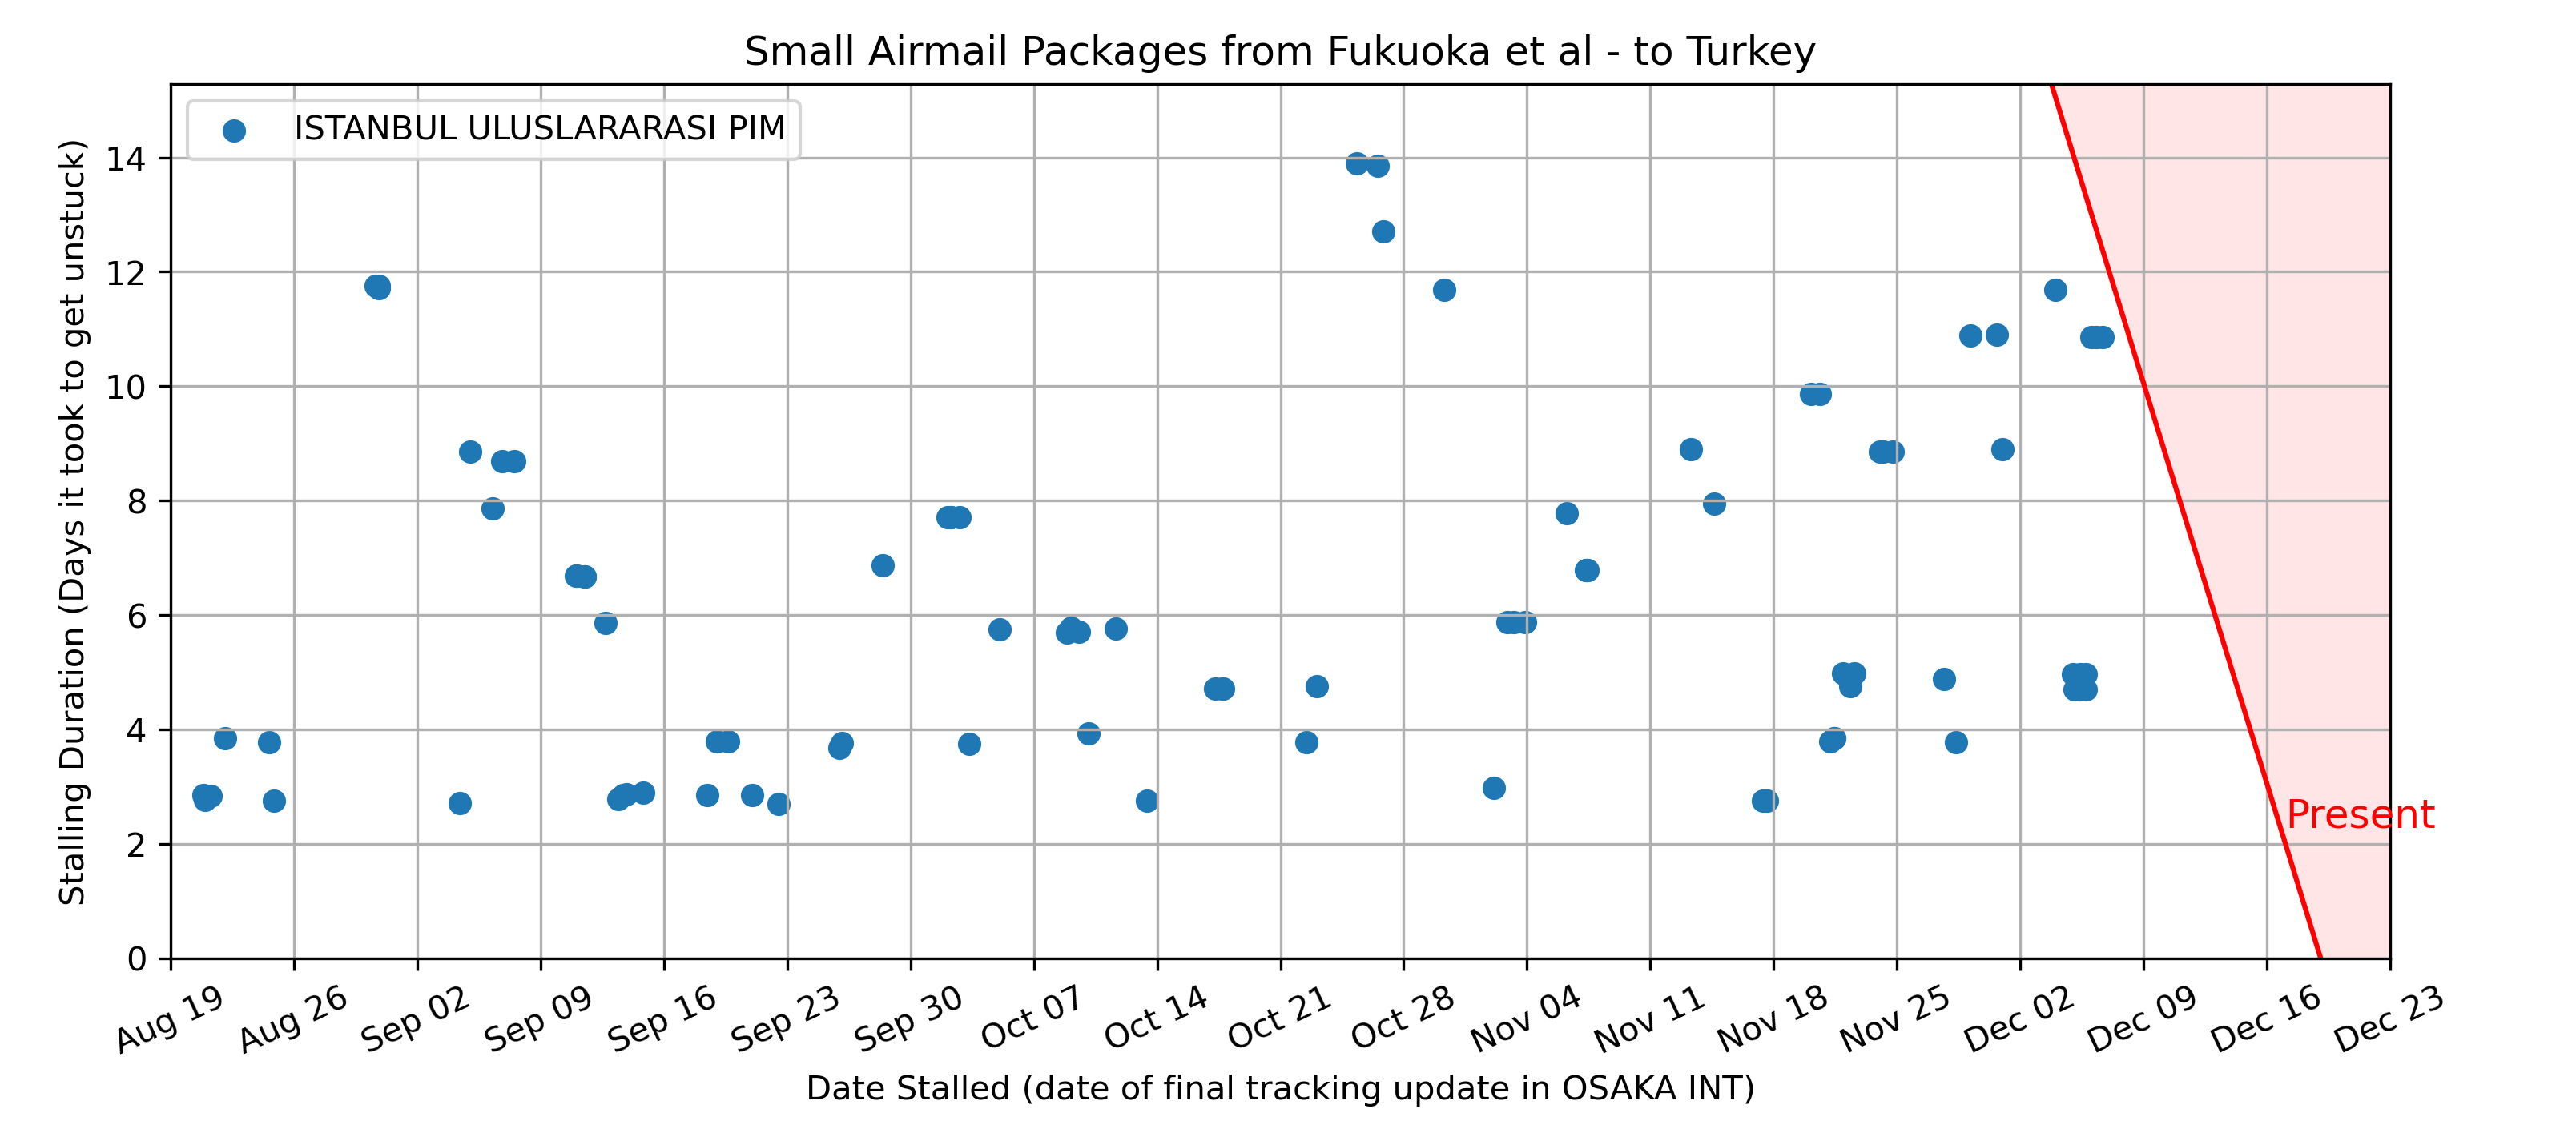 Small Airmail Packages from Fukuoka et al - to Turkey
ISTANBUL ULUSLARARASI PIM
Stalling Duration (Days it took to get unstuck)
14
12
10
8
6
4
2
0
Present
Aug 19
Aug 26
Sep 02
Sep 09
Sep 16
Sep 23
Sep 30
Oct 07
Oct 14
Oct 21
Oct 28
Nov 04
Nov 11
Nov 18
Nov 25
Dec 02
Dec 09
Dec 16
Dec 23
Date Stalled (date of final tracking update in OSAKA INT)